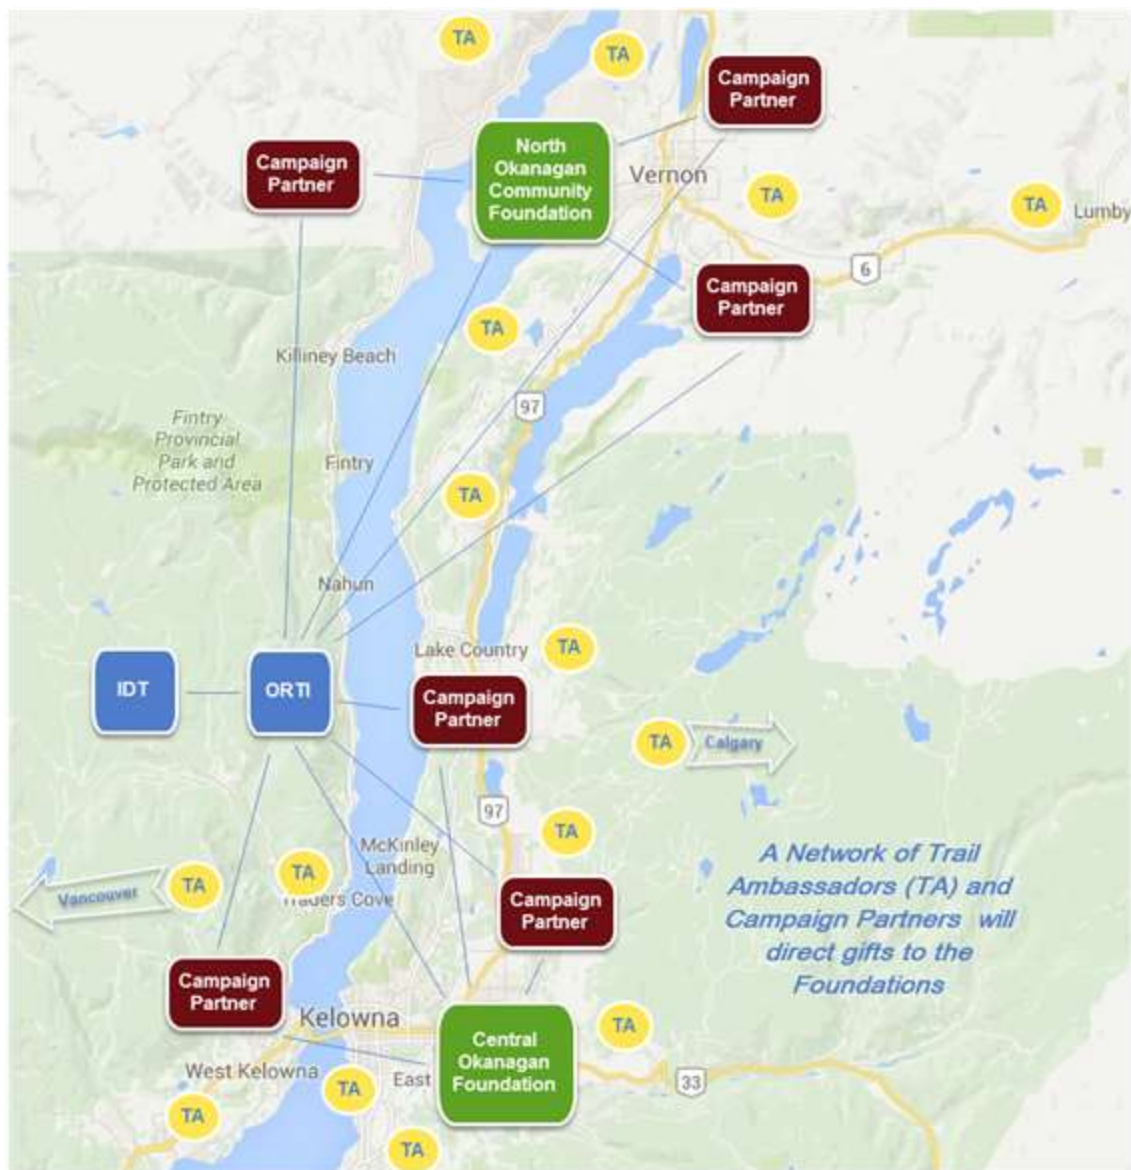 TA
TA
Campaign
Partner
North
Okanagan
Community
Foundation
Campaign
Partner
Vernon
TA
TA
Lumby
6
Campaign
Partner
TA
Killiney Beach
97
Fintry
Provincial
Park and
Protected Area
Fintry
TA
Nahun
Lake Country
TA
IDT
ORTI
Campaign
Partner
TA
Calgary
97
TA
McKinley
Landing
A Network of Trail
Ambassadors (TA) and
Campaign Partners will
direct gifts to the
Foundations
Vancouver
TA
TA
Traders Cove
Campaign
Partner
Campaign
Partner
Kelowna
TA
Central
Okanagan
Foundation
West Kelowna
East
33
TA
TA
TA